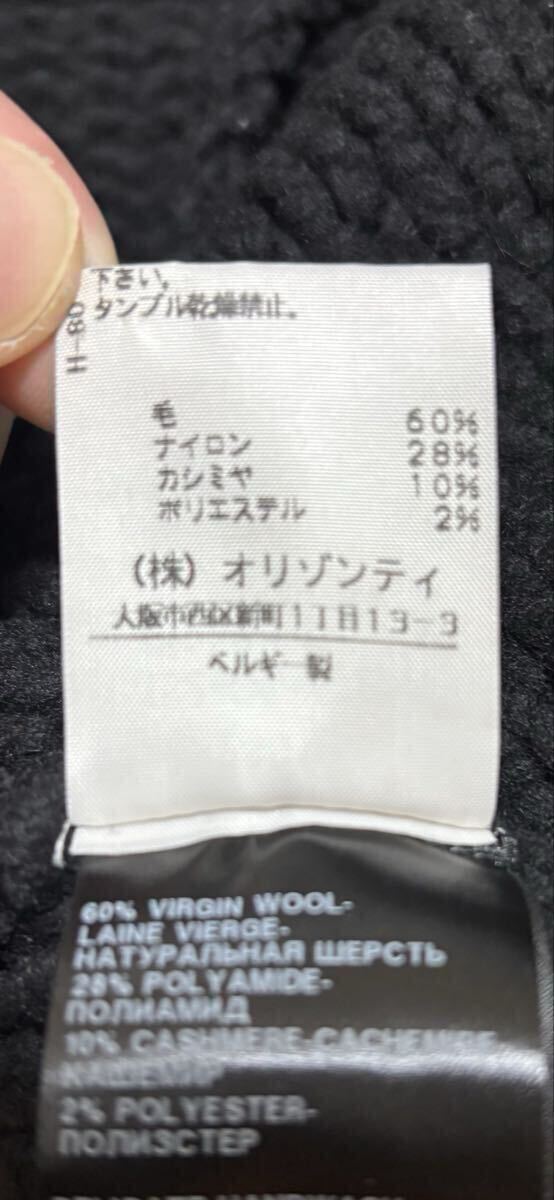 下さい。
タンブル乾燥禁止。
08-H
毛 60%
ナイロン 28%
カシミヤ 10%
ポリエステル 2%
(株) オリゾンティ
大阪市西区新町1丁目13-3
ベルギー製
60% VIRGIN WOOL-
LAINE VIERGE-
НАТУРАЛЬНАЯ ШЕРСТЬ
28% POLYAMIDE-
ПОЛИАМИД
10% CASHMERE-CACHEMIRE
КАШЕМИР
2% POLYESTER-
ПОЛИЭСТЕР